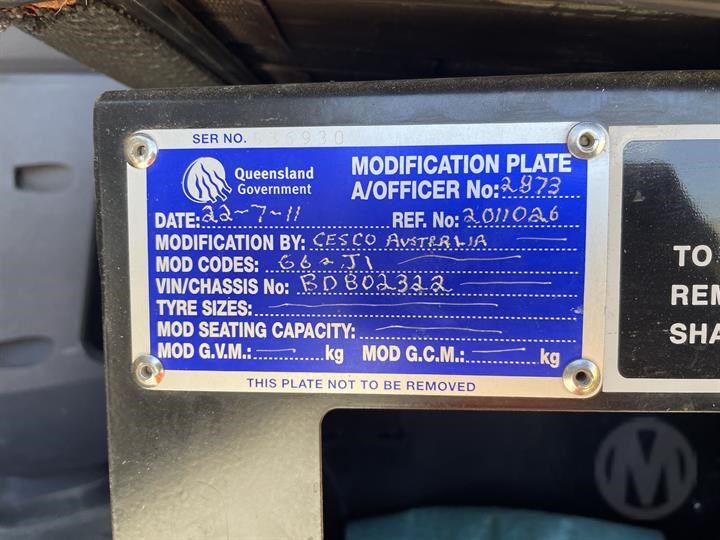 SER NO.
Queensland Government
MODIFICATION PLATE
A/OFFICER No: 2873
DATE: 22-7-11 REF. No: 2011026
MODIFICATION BY: CESCO AUSTRALIA
MOD CODES: G6 - J1
VIN/CHASSIS No: BD802322
TYRE SIZES:
MOD SEATING CAPACITY:
MOD G.V.M.: kg MOD G.C.M.: kg
THIS PLATE NOT TO BE REMOVED
TO
REM
SHA
M